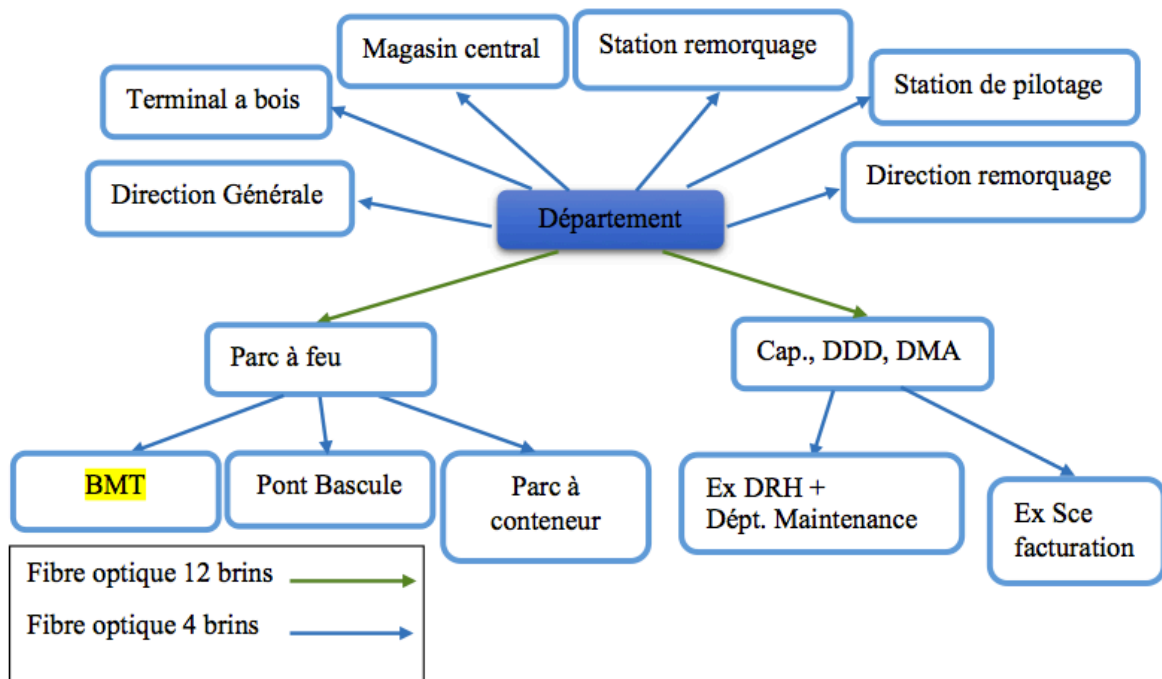 Magasin central
Station remorquage
Terminal a bois
Station de pilotage
Direction Générale
Direction remorquage
Département
Parc à feu
Cap., DDD, DMA
BMT
Pont Bascule
Parc à
conteneur
Ex DRH +
Dépt. Maintenance
Ex Sce
facturation
Fibre optique 12 brins
Fibre optique 4 brins